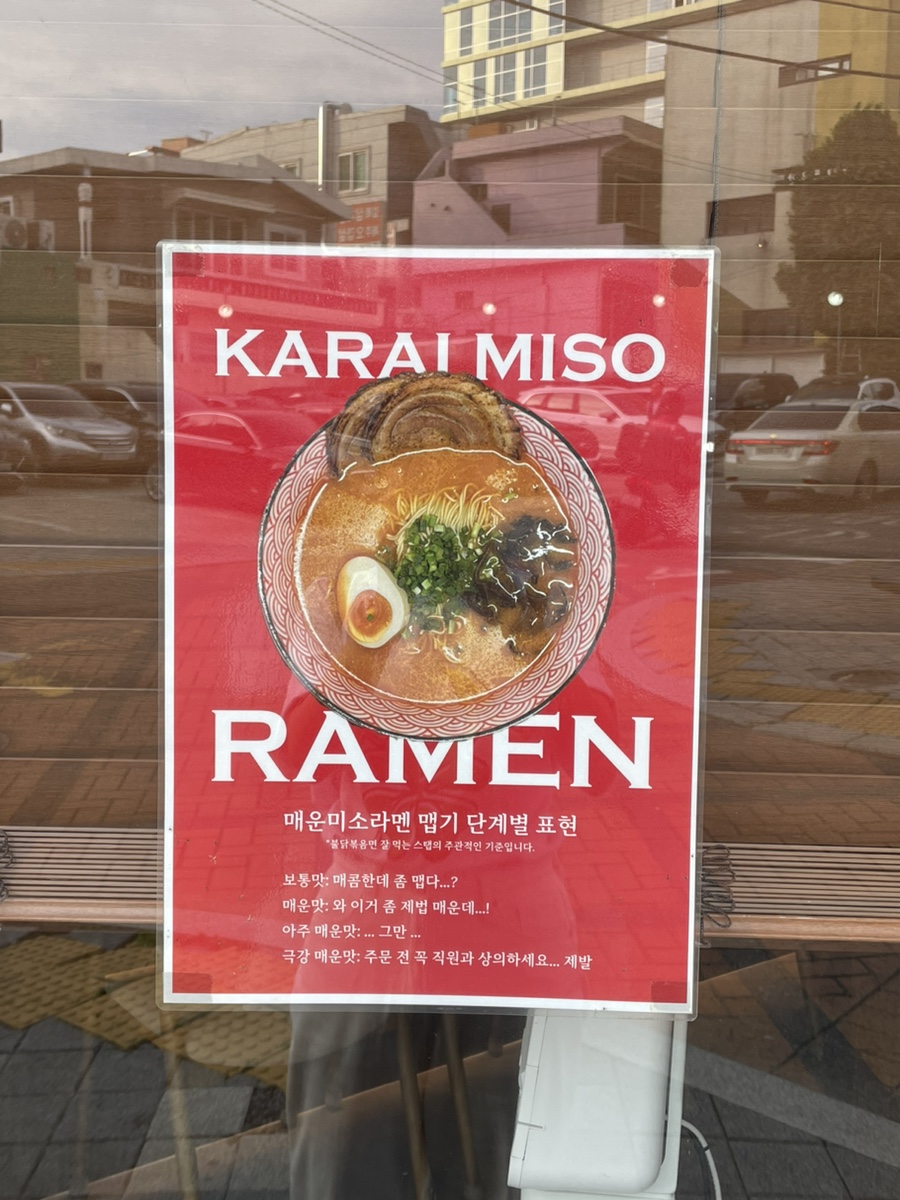 KARAI MISO
RAMEN
매운미소라멘 맵기 단계별 표현
*불닭볶음면 잘 먹는 스탭의 주관적인 기준입니다.
보통맛: 매콤한데 좀 맵다...?
매운맛: 와 이거 좀 제법 매운데...!
아주 매운맛: ... 그만 ...
극강 매운맛: 주문 전 꼭 직원과 상의하세요... 제발